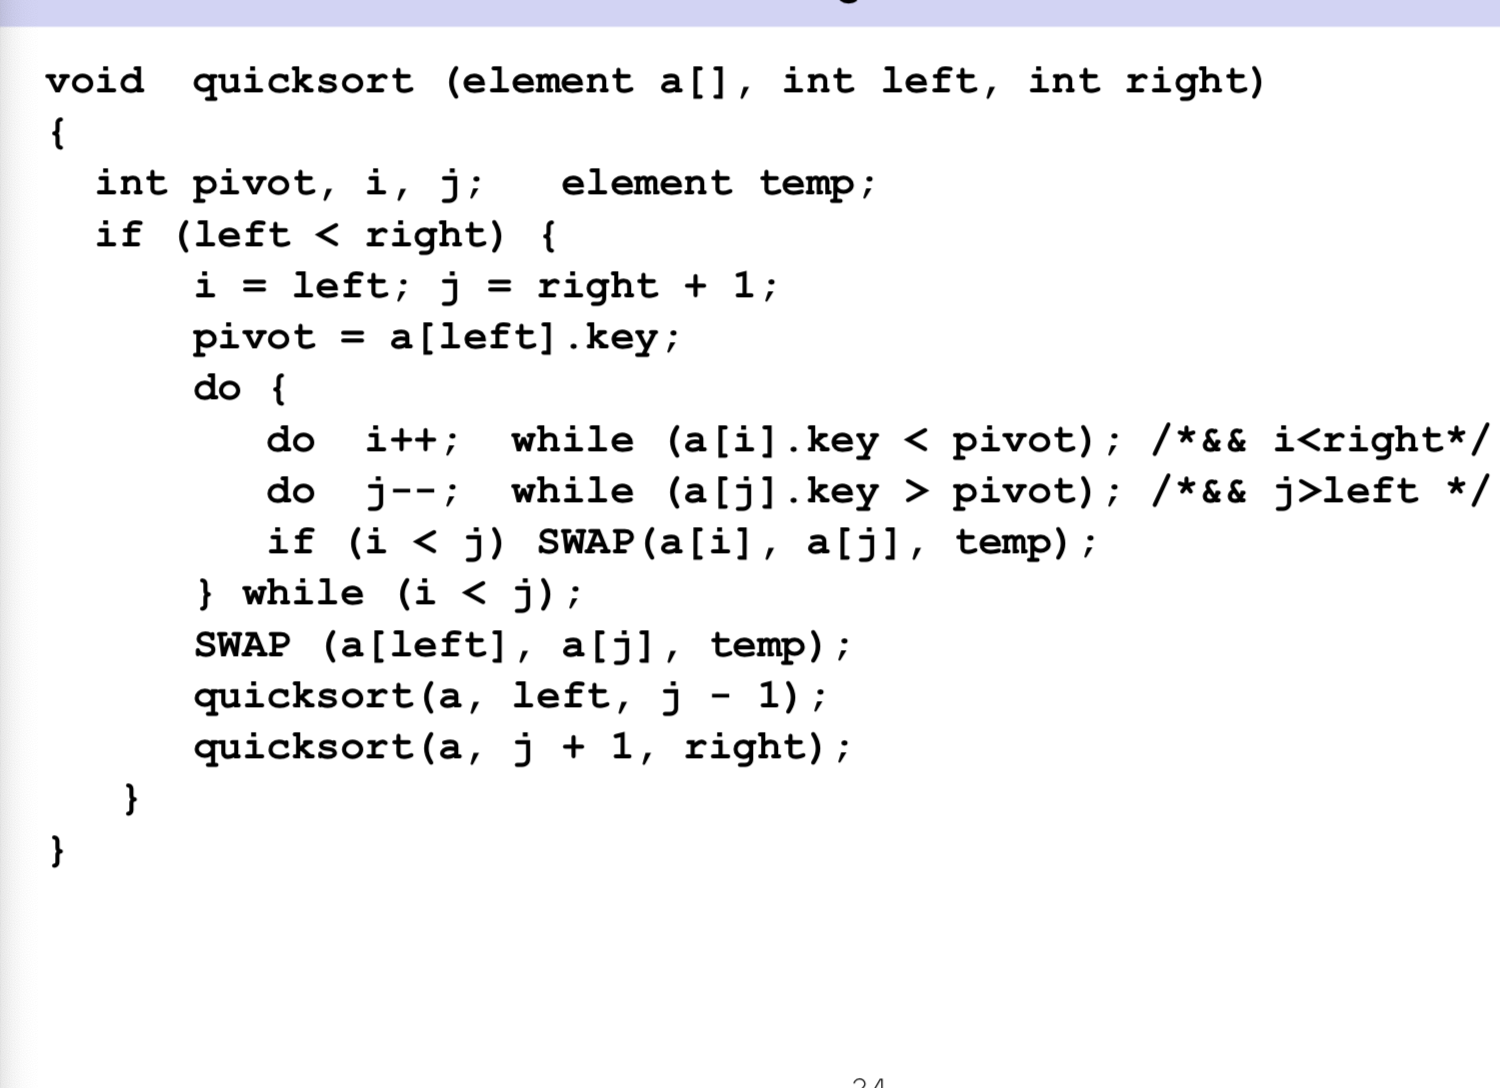 void  quicksort (element a[], int left, int right)
{
  int pivot, i, j;   element temp;
  if (left < right) {
      i = left; j = right + 1;
      pivot = a[left].key;
      do {
         do  i++;  while (a[i].key < pivot); /*&& i<right*/
         do  j--;  while (a[j].key > pivot); /*&& j>left */
         if (i < j) SWAP(a[i], a[j], temp);
      } while (i < j);
      SWAP (a[left], a[j], temp);
      quicksort(a, left, j - 1);
      quicksort(a, j + 1, right);
   }
}